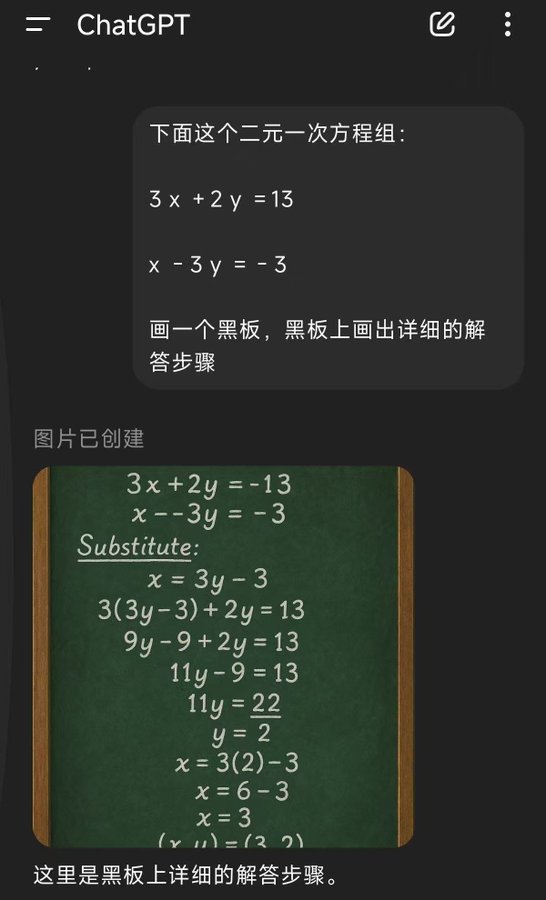 ChatGPT
下面这个二元一次方程组：
3 x +2 y =13
x -3 y = -3
画一个黑板，黑板上画出详细的解
答步骤
图片已创建
3x+2y =-13
x--3y = -3
Substitute:
x = 3y-3
3(3y-3)+2y=13
9y-9+2y=13
11y-9=13
11y=22
y= 2
x=3(2)-3
x=6-3
x=3
(x, y)=(3, 2)
这里是黑板上详细的解答步骤。